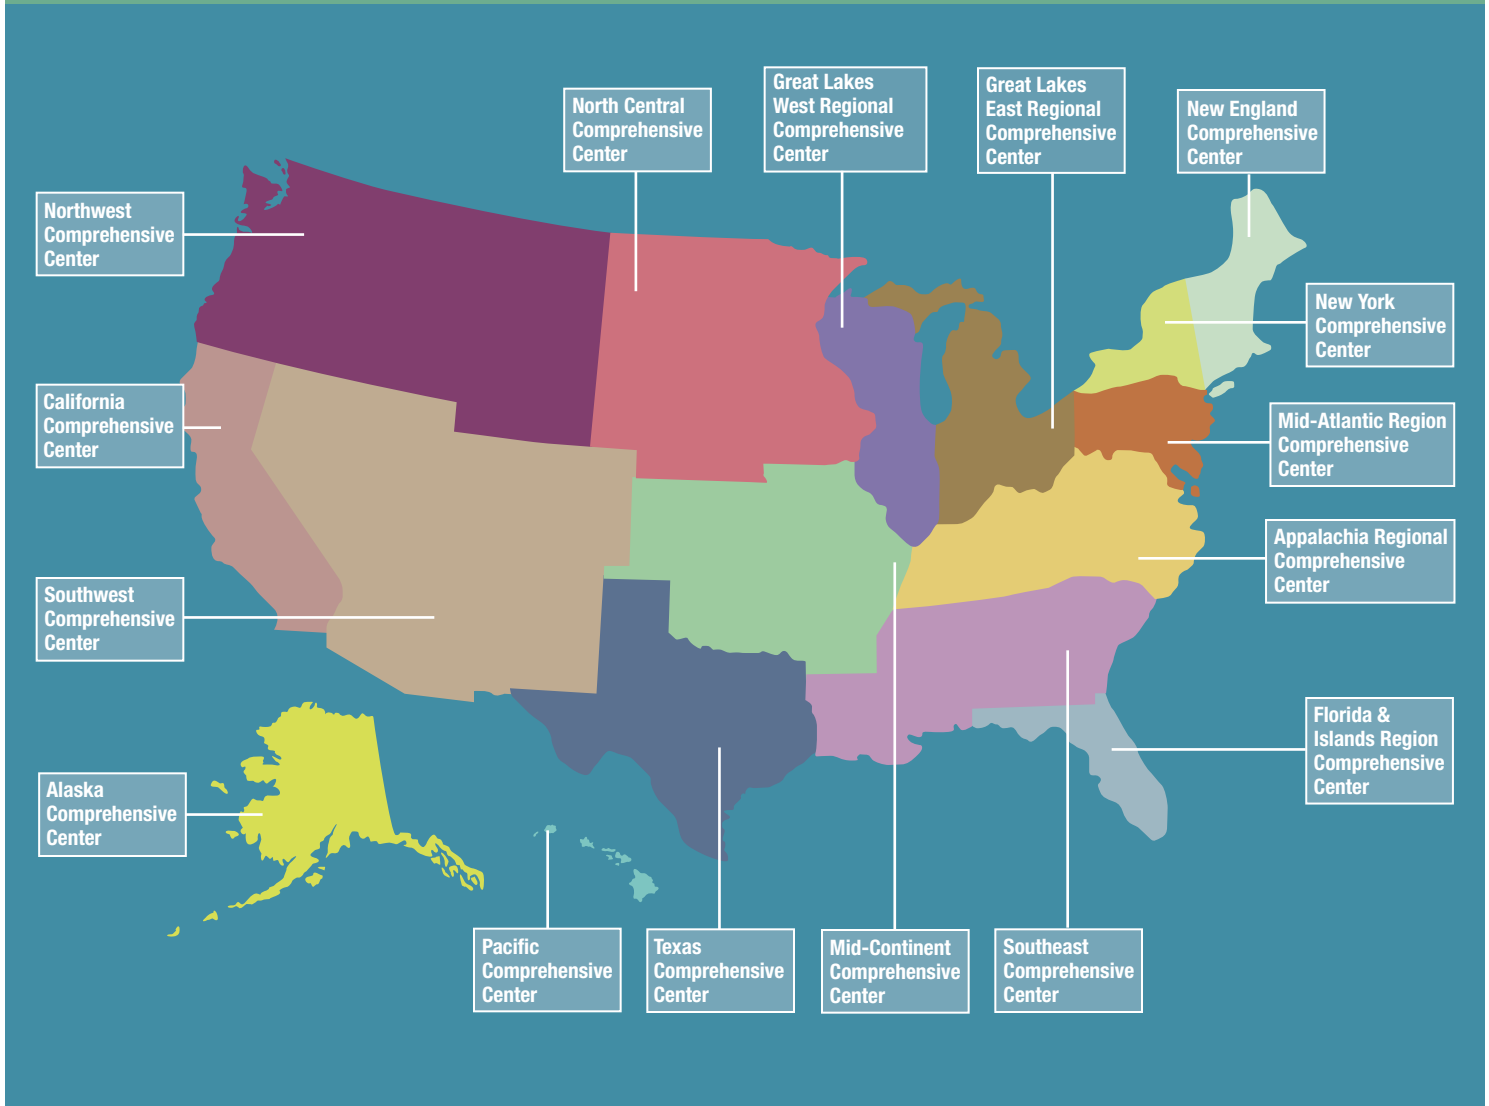 North Central
Comprehensive
Center
Great Lakes
West Regional
Comprehensive
Center
Great Lakes
East Regional
Comprehensive
Center
New England
Comprehensive
Center
Northwest
Comprehensive
Center
New York
Comprehensive
Center
California
Comprehensive
Center
Mid-Atlantic Region
Comprehensive
Center
Appalachia Regional
Comprehensive
Center
Southwest
Comprehensive
Center
Florida &
Islands Region
Comprehensive
Center
Alaska
Comprehensive
Center
Pacific
Comprehensive
Center
Texas
Comprehensive
Center
Mid-Continent
Comprehensive
Center
Southeast
Comprehensive
Center